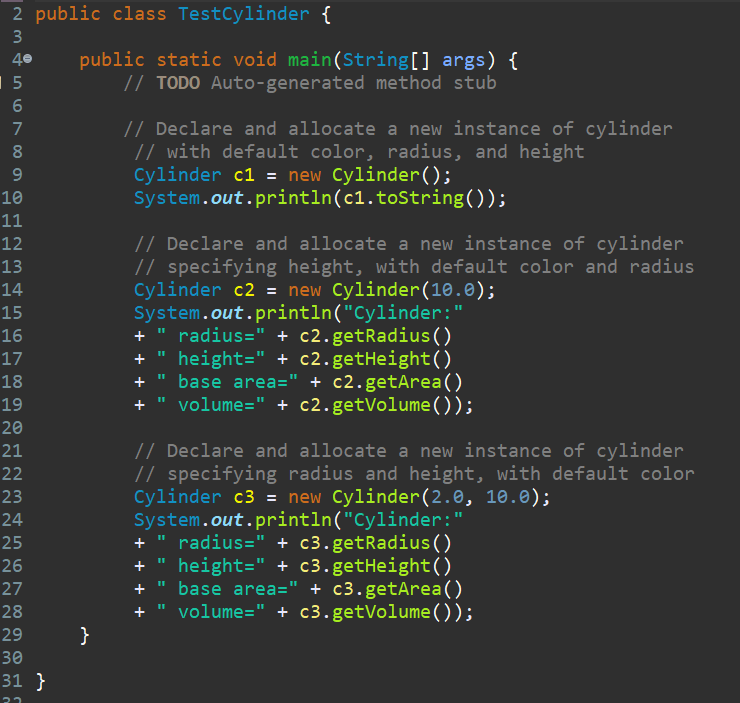 2 public class TestCylinder {
3
4 public static void main(String[] args) {
5 // TODO Auto-generated method stub
6
7 // Declare and allocate a new instance of cylinder
8 // with default color, radius, and height
9 Cylinder c1 = new Cylinder();
10 System.out.println(c1.toString());
11
12 // Declare and allocate a new instance of cylinder
13 // specifying height, with default color and radius
14 Cylinder c2 = new Cylinder(10.0);
15 System.out.println("Cylinder:"
16 + " radius=" + c2.getRadius()
17 + " height=" + c2.getHeight()
18 + " base area=" + c2.getArea()
19 + " volume=" + c2.getVolume());
20
21 // Declare and allocate a new instance of cylinder
22 // specifying radius and height, with default color
23 Cylinder c3 = new Cylinder(2.0, 10.0);
24 System.out.println("Cylinder:"
25 + " radius=" + c3.getRadius()
26 + " height=" + c3.getHeight()
27 + " base area=" + c3.getArea()
28 + " volume=" + c3.getVolume());
29 }
30
31 }